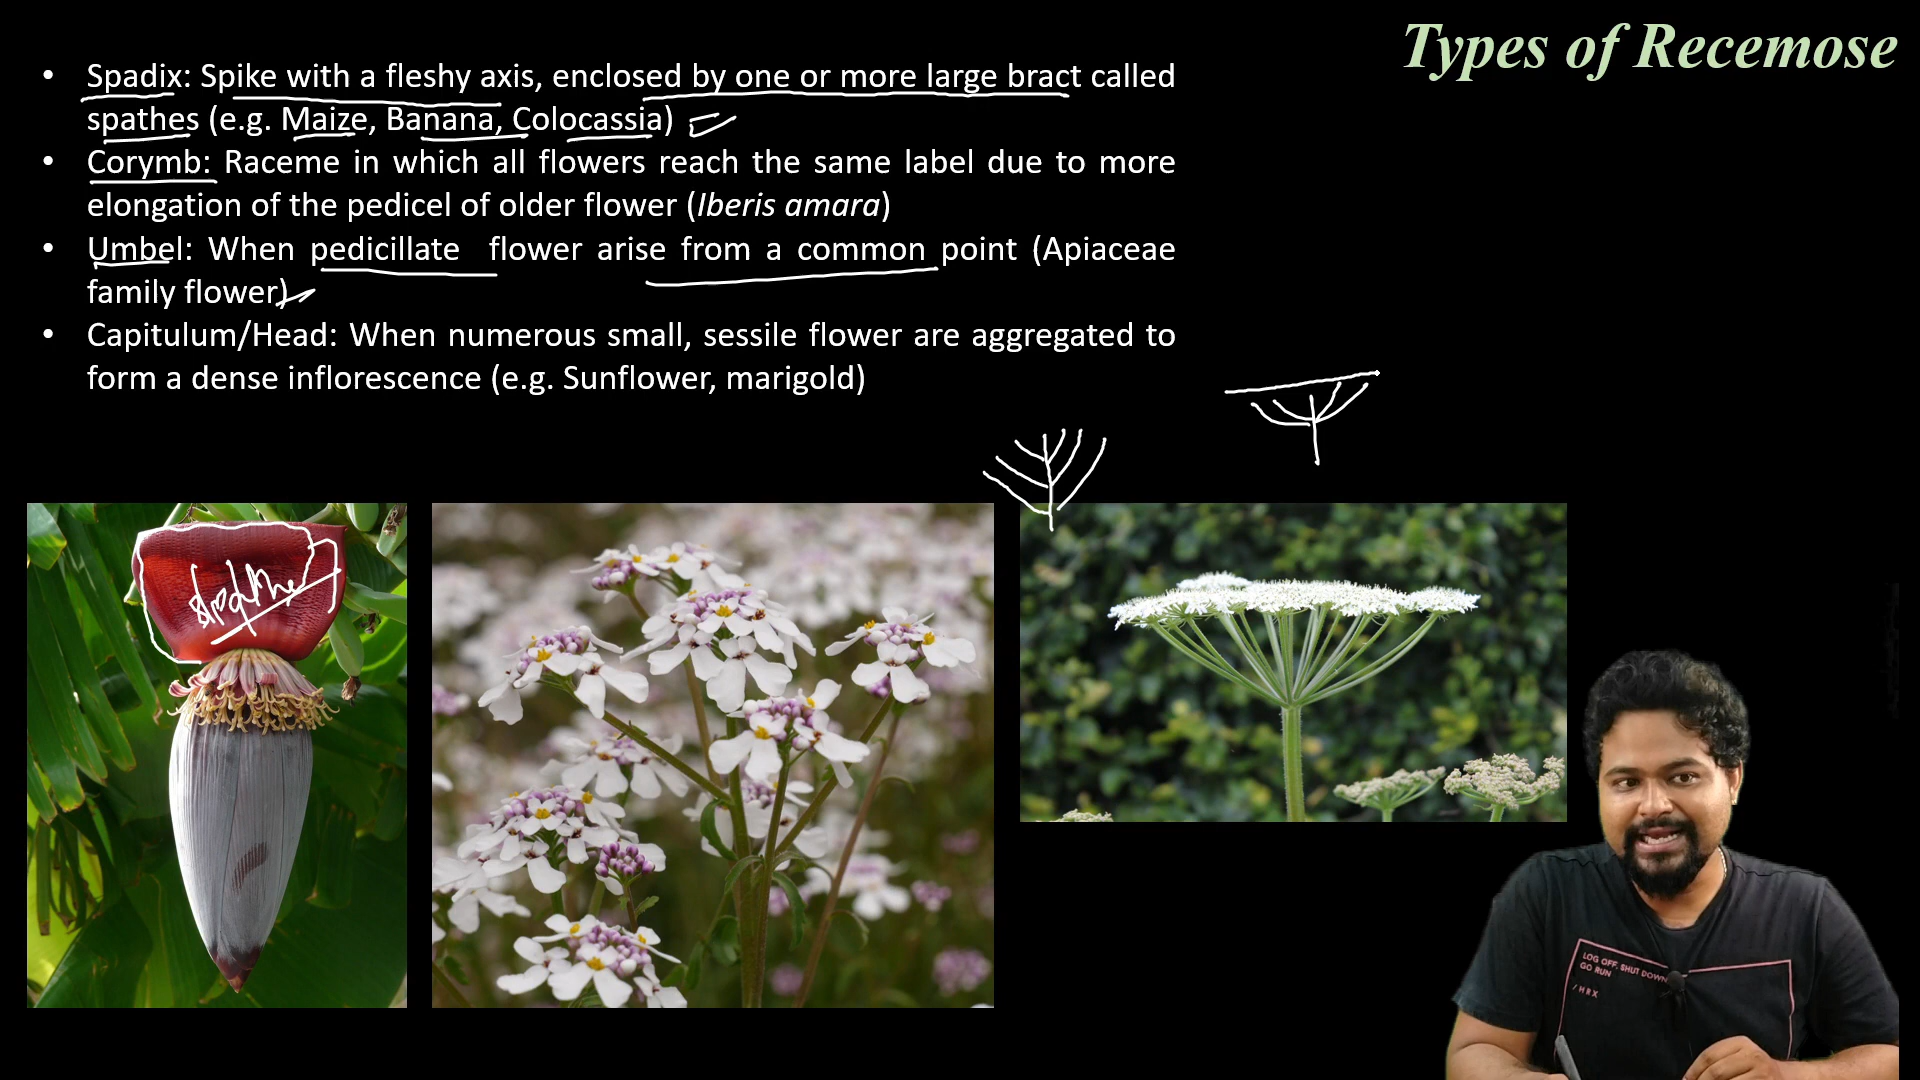 Types of Recemose
• Spadix: Spike with a fleshy axis, enclosed by one or more large bract called
spathes (e.g. Maize, Banana, Colocassia)
• Corymb: Raceme in which all flowers reach the same label due to more
elongation of the pedicel of older flower (Iberis amara)
• Umbel: When pedicillate flower arise from a common point (Apiaceae
family flower)
• Capitulum/Head: When numerous small, sessile flower are aggregated to
form a dense inflorescence (e.g. Sunflower, marigold)
LOG OFF, SHUT DOWN
GO RUN
/HRX